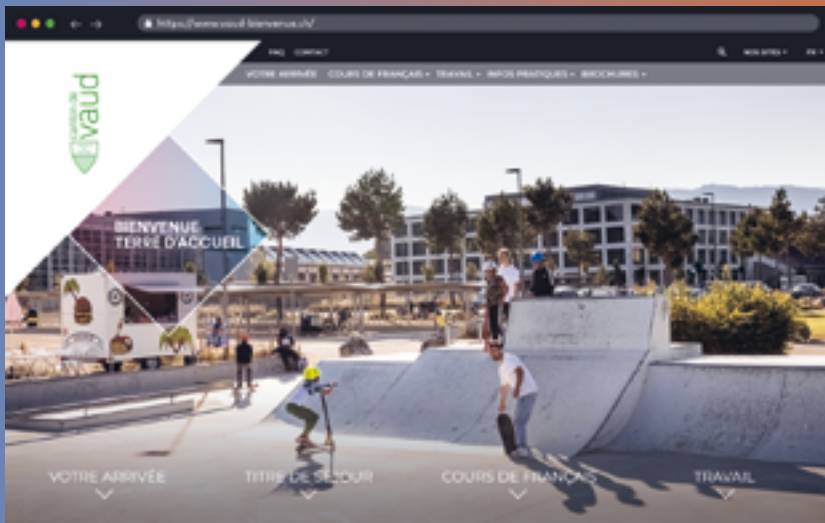 https://www.vaud-bienvenue.ch/
FAQ CONTACT NOS SITES FR
VOTRE ARRIVÉE COURS DE FRANÇAIS TRAVAIL INFOS PRATIQUES BROCHURES
canton de
vaud
BIENVENUE
TERRE D'ACCUEIL
VOTRE ARRIVÉE TITRE DE SÉJOUR COURS DE FRANÇAIS TRAVAIL